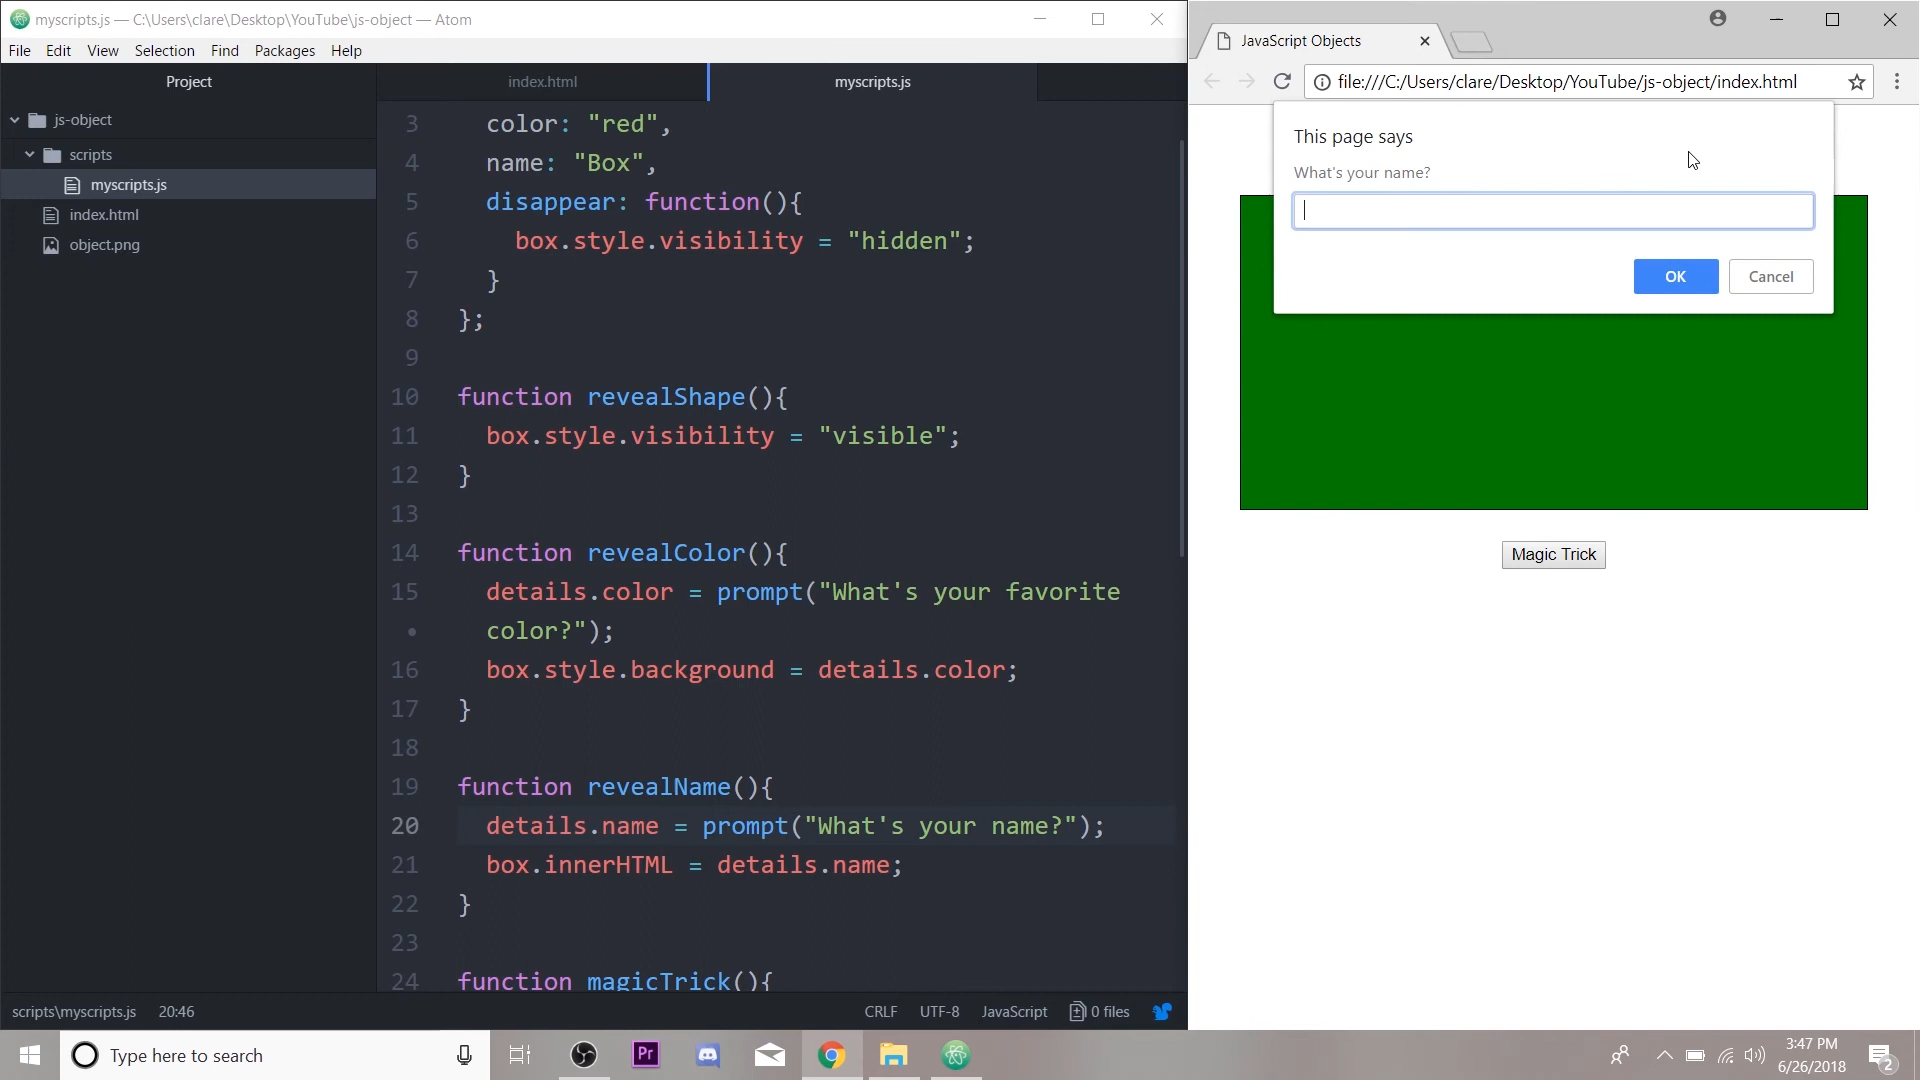 myscripts.js — C:\Users\clare\Desktop\YouTube\js-object — Atom
File Edit View Selection Find Packages Help
Project
js-object
scripts
myscripts.js
index.html
object.png
index.html
myscripts.js
3 color: "red",
4 name: "Box",
5 disappear: function(){
6 box.style.visibility = "hidden";
7 }
8 };
9
10 function revealShape(){
11 box.style.visibility = "visible";
12 }
13
14 function revealColor(){
15 details.color = prompt("What's your favorite
• color?");
16 box.style.background = details.color;
17 }
18
19 function revealName(){
20 details.name = prompt("What's your name?");
21 box.innerHTML = details.name;
22 }
23
24 function magicTrick(){
scripts\myscripts.js 20:46
CRLF UTF-8 JavaScript 0 files
JavaScript Objects
file:///C:/Users/clare/Desktop/YouTube/js-object/index.html
This page says
What's your name?
OK Cancel
Magic Trick
Type here to search
Pr
3:47 PM
6/26/2018
2